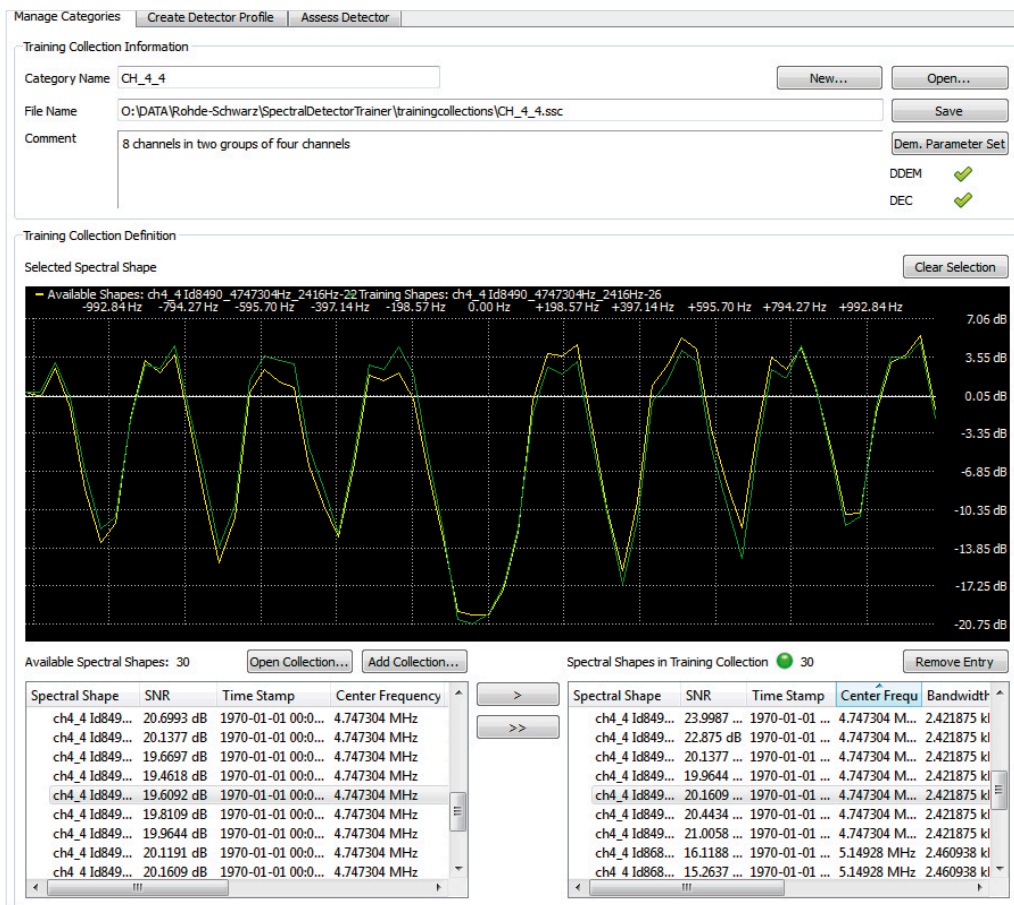 Manage Categories Create Detector Profile Assess Detector
Training Collection Information
Category Name CH_4_4 New... Open...
File Name O:\DATA\Rohde-Schwarz\SpectralDetectorTrainer\trainingcollections\CH_4_4.ssc Save
Comment 8 channels in two groups of four channels Dem. Parameter Set
DDEM
DEC
Training Collection Definition
Selected Spectral Shape Clear Selection
Available Shapes: ch4_4 Id8490_4747304Hz_2416Hz-22 Training Shapes: ch4_4 Id8490_4747304Hz_2416Hz-26
-992.84 Hz -794.27 Hz -595.70 Hz -397.14 Hz -198.57 Hz 0.00 Hz +198.57 Hz +397.14 Hz +595.70 Hz +794.27 Hz +992.84 Hz
7.06 dB
3.55 dB
0.05 dB
-3.35 dB
-6.85 dB
-10.35 dB
-13.85 dB
-17.25 dB
-20.75 dB
Available Spectral Shapes: 30 Open Collection... Add Collection... Spectral Shapes in Training Collection 30 Remove Entry
Spectral Shape SNR Time Stamp Center Frequency > Spectral Shape SNR Time Stamp Center Frequ Bandwidth
ch4_4 Id849... 20.6993 dB 1970-01-01 00:0... 4.747304 MHz ch4_4 Id849... 23.9987 ... 1970-01-01 ... 4.747304 M... 2.421875 kl
ch4_4 Id849... 20.1377 dB 1970-01-01 00:0... 4.747304 MHz >> ch4_4 Id849... 22.875 dB 1970-01-01 ... 4.747304 M... 2.421875 kl
ch4_4 Id849... 19.6697 dB 1970-01-01 00:0... 4.747304 MHz ch4_4 Id849... 20.1377 ... 1970-01-01 ... 4.747304 M... 2.421875 kl
ch4_4 Id849... 19.4618 dB 1970-01-01 00:0... 4.747304 MHz ch4_4 Id849... 19.9644 ... 1970-01-01 ... 4.747304 M... 2.421875 kl
ch4_4 Id849... 19.6092 dB 1970-01-01 00:0... 4.747304 MHz ch4_4 Id849... 20.1609 ... 1970-01-01 ... 4.747304 M... 2.421875 kl
ch4_4 Id849... 19.8109 dB 1970-01-01 00:0... 4.747304 MHz ch4_4 Id849... 20.4434 ... 1970-01-01 ... 4.747304 M... 2.421875 kl
ch4_4 Id849... 19.9644 dB 1970-01-01 00:0... 4.747304 MHz ch4_4 Id849... 21.0058 ... 1970-01-01 ... 4.747304 M... 2.421875 kl
ch4_4 Id849... 20.1191 dB 1970-01-01 00:0... 4.747304 MHz ch4_4 Id868... 16.1188 ... 1970-01-01 ... 5.14928 MHz 2.460938 kl
ch4_4 Id849... 20.1609 dB 1970-01-01 00:0... 4.747304 MHz ch4_4 Id868... 15.2637 ... 1970-01-01 ... 5.14928 MHz 2.460938 kl